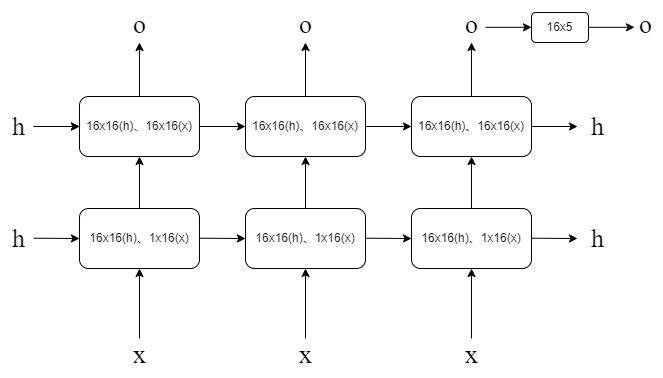 o o o 16x5 o
h 16x16(h)、16x16(x) 16x16(h)、16x16(x) 16x16(h)、16x16(x) h
h 16x16(h)、1x16(x) 16x16(h)、1x16(x) 16x16(h)、1x16(x) h
x x x